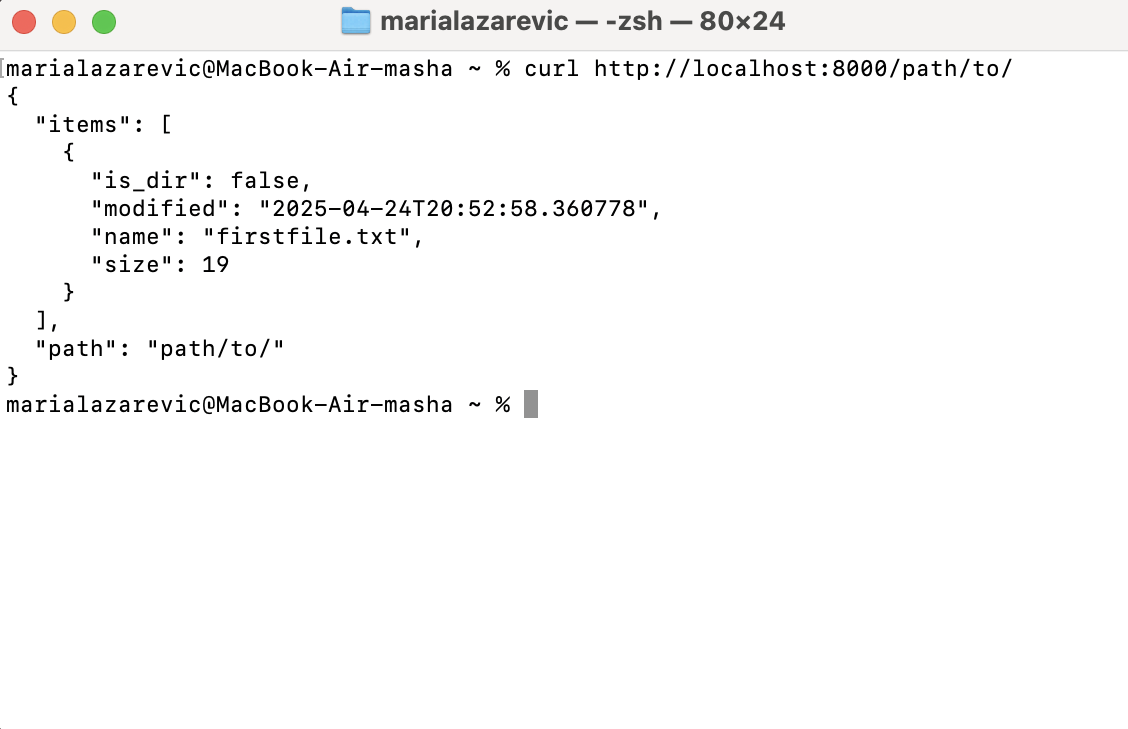 marialazarevic — -zsh — 80×24
marialazarevic@MacBook-Air-masha ~ % curl http://localhost:8000/path/to/
{
  "items": [
    {
      "is_dir": false,
      "modified": "2025-04-24T20:52:58.360778",
      "name": "firstfile.txt",
      "size": 19
    }
  ],
  "path": "path/to/"
}
marialazarevic@MacBook-Air-masha ~ %